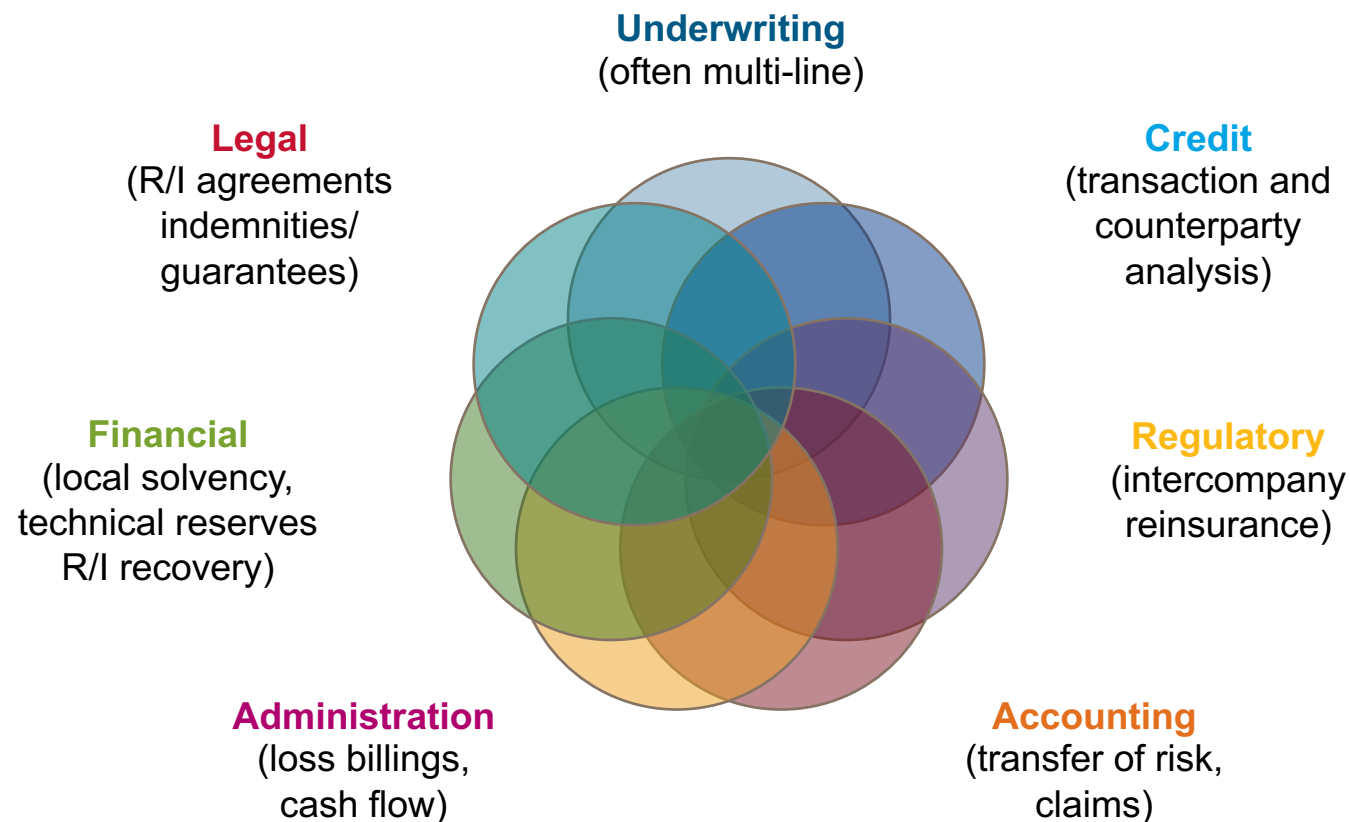 Underwriting
(often multi-line)
Legal
(R/I agreements
indemnities/
guarantees)
Credit
(transaction and
counterparty
analysis)
Financial
(local solvency,
technical reserves
R/I recovery)
Regulatory
(intercompany
reinsurance)
Administration
(loss billings,
cash flow)
Accounting
(transfer of risk,
claims)